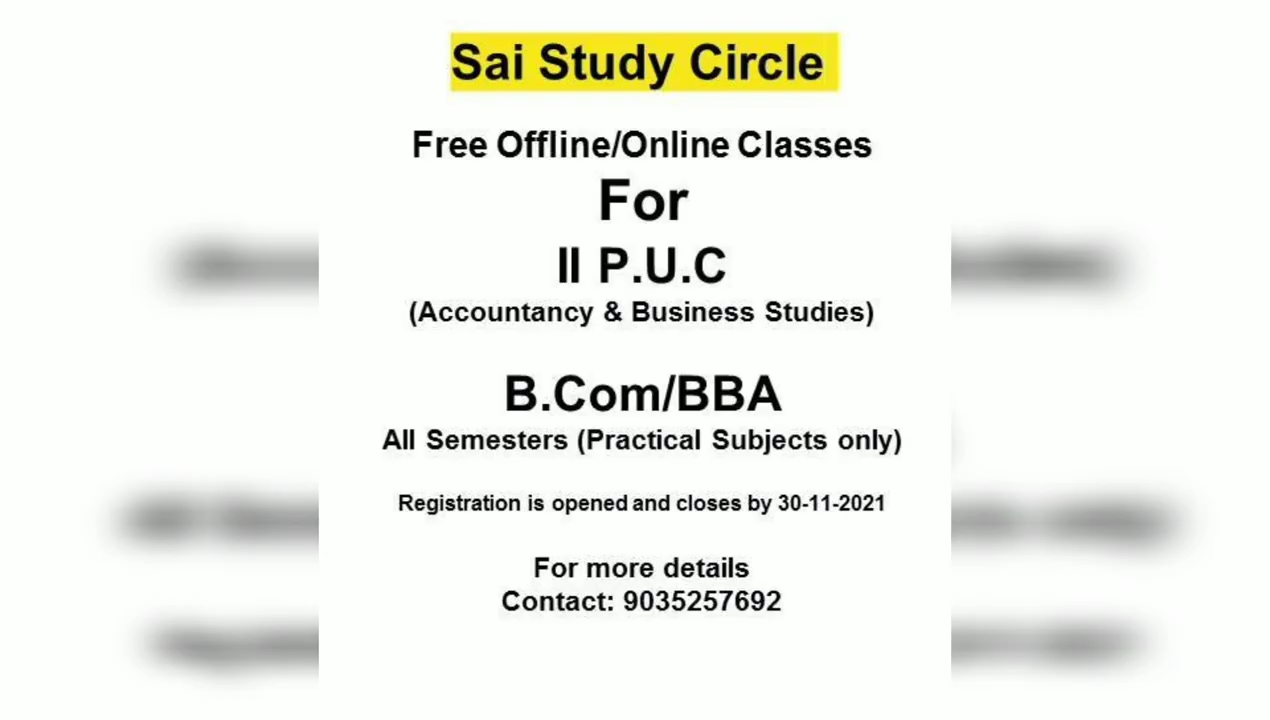 Sai Study Circle
Free Offline/Online Classes
For
II P.U.C
(Accountancy & Business Studies)
B.Com/BBA
All Semesters (Practical Subjects only)
Registration is opened and closes by 30-11-2021
For more details
Contact: 9035257692